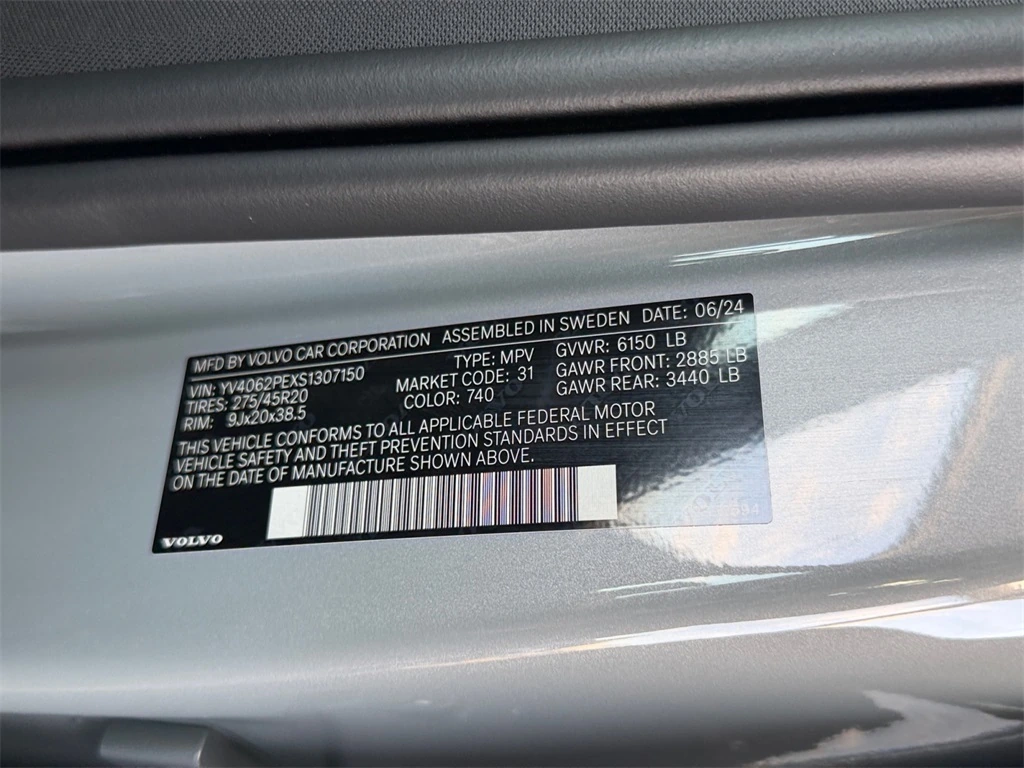 MFD BY VOLVO CAR CORPORATION ASSEMBLED IN SWEDEN DATE: 06/24
VIN: YV4062PEXS1307150 TYPE: MPV GVWR: 6150 LB
TIRES: 275/45R20 MARKET CODE: 31 GAWR FRONT: 2885 LB
RIM: 9Jx20x38.5 COLOR: 740 GAWR REAR: 3440 LB
THIS VEHICLE CONFORMS TO ALL APPLICABLE FEDERAL MOTOR
VEHICLE SAFETY AND THEFT PREVENTION STANDARDS IN EFFECT
ON THE DATE OF MANUFACTURE SHOWN ABOVE.
VOLVO